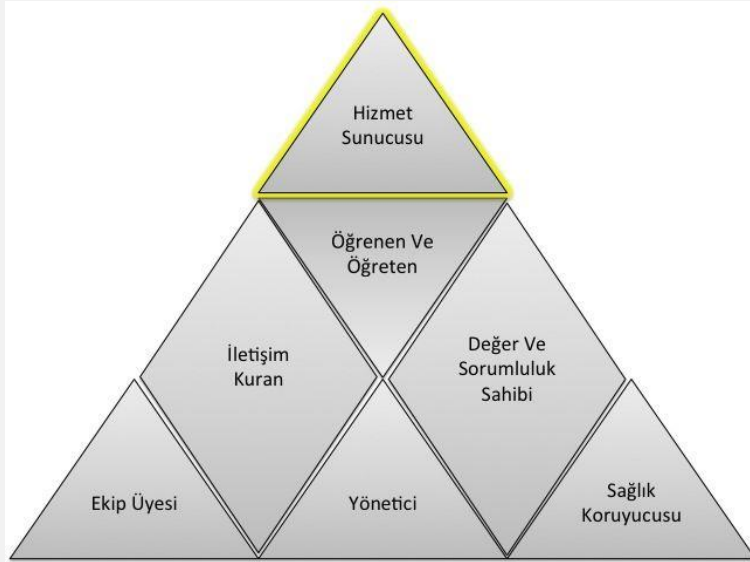 Hizmet
Sunucusu
Öğrenen Ve
Öğreten
İletişim
Kuran
Değer Ve
Sorumluluk
Sahibi
Ekip Üyesi
Yönetici
Sağlık
Koruyucusu